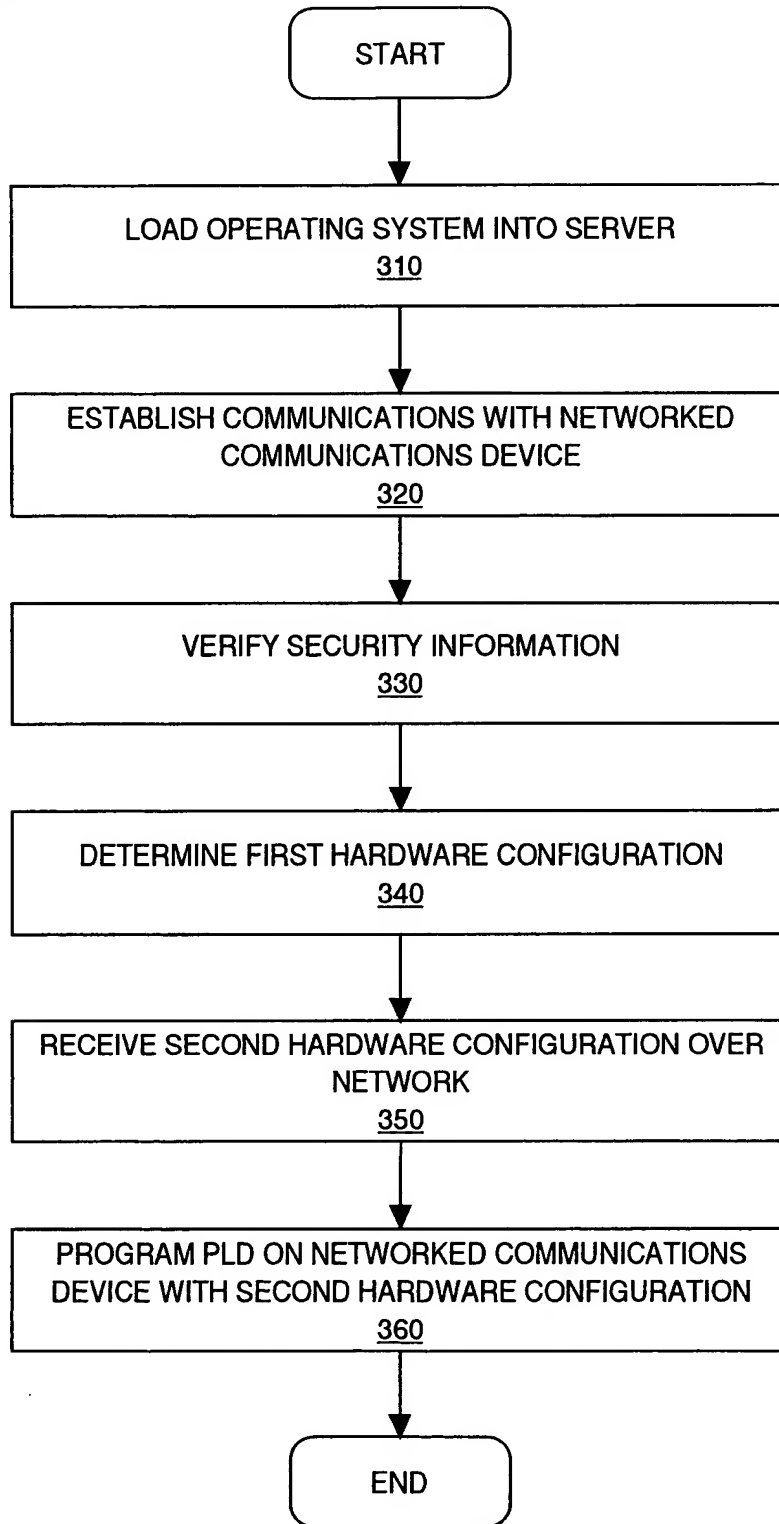 START
LOAD OPERATING SYSTEM INTO SERVER
310
ESTABLISH COMMUNICATIONS WITH NETWORKED
COMMUNICATIONS DEVICE
320
VERIFY SECURITY INFORMATION
330
DETERMINE FIRST HARDWARE CONFIGURATION
340
RECEIVE SECOND HARDWARE CONFIGURATION OVER
NETWORK
350
PROGRAM PLD ON NETWORKED COMMUNICATIONS
DEVICE WITH SECOND HARDWARE CONFIGURATION
360
END